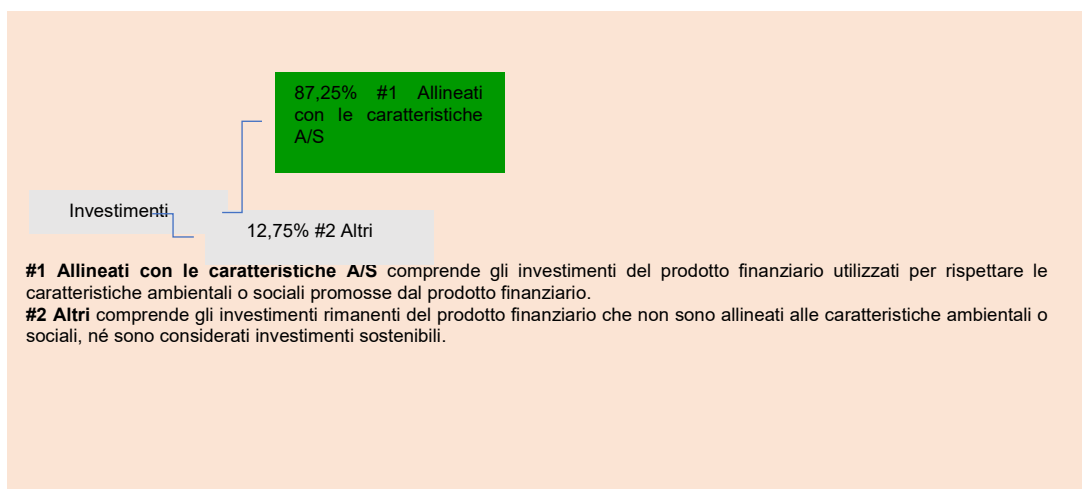 87,25% #1 Allineati
con le caratteristiche
A/S
Investimenti
12,75% #2 Altri
#1 Allineati con le caratteristiche A/S comprende gli investimenti del prodotto finanziario utilizzati per rispettare le
caratteristiche ambientali o sociali promosse dal prodotto finanziario.
#2 Altri comprende gli investimenti rimanenti del prodotto finanziario che non sono allineati alle caratteristiche ambientali o
sociali, né sono considerati investimenti sostenibili.